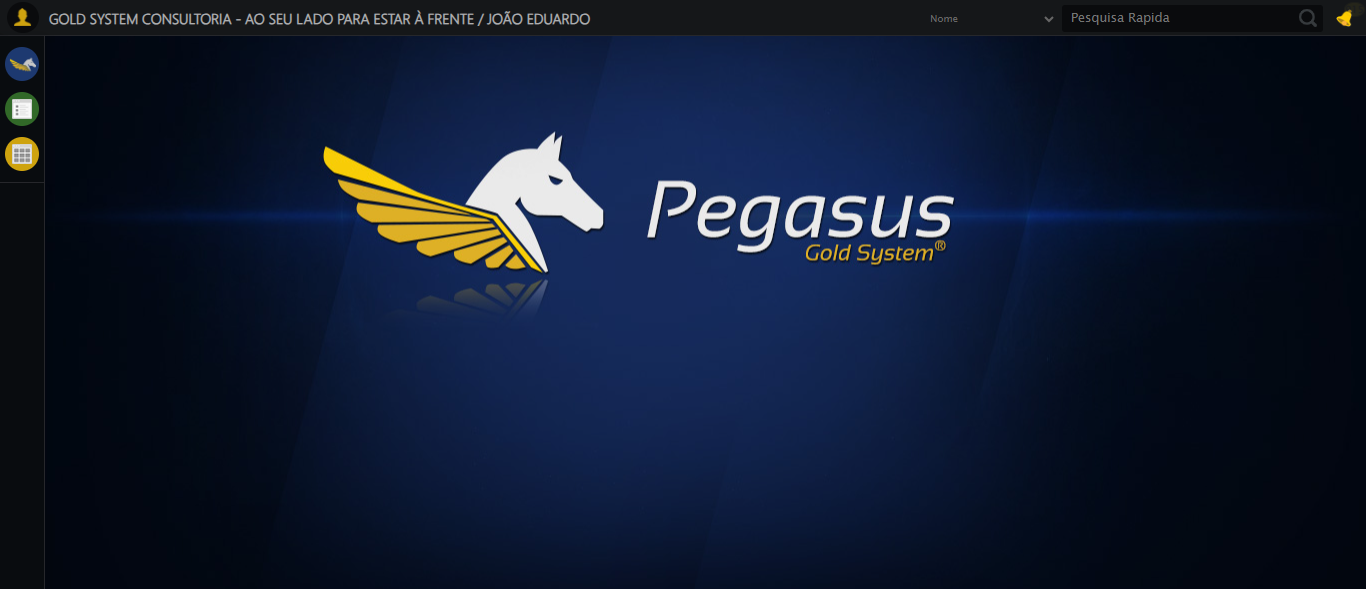 GOLD SYSTEM CONSULTORIA - AO SEU LADO PARA ESTAR À FRENTE / JOÃO EDUARDO
Nome
Pesquisa Rapida
Pegasus
Gold System®